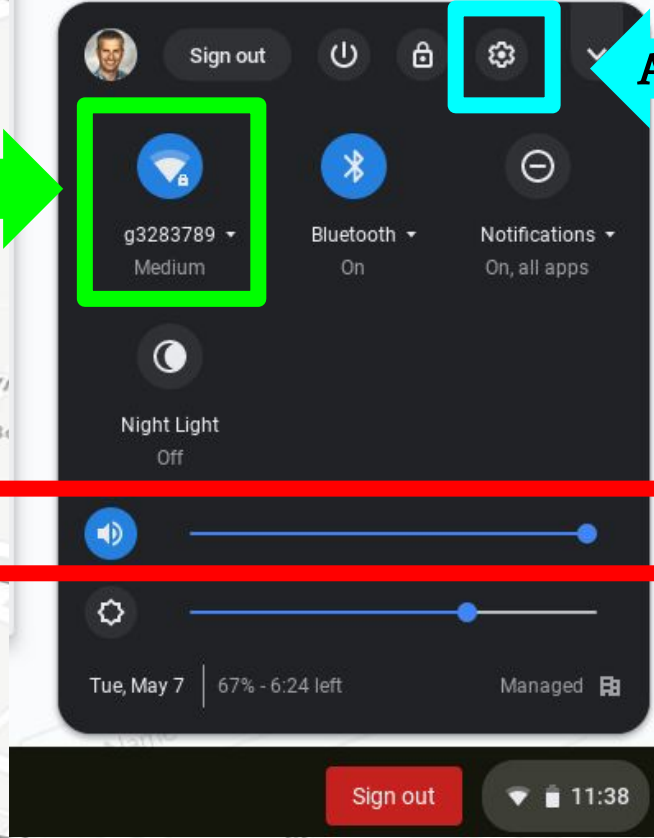 Sign out
A
g3283789
Bluetooth
Notifications
Medium
On
On, all apps
Night Light
Off
Tue, May 7
67% - 6:24 left
Managed
Name
Sign out
11:38